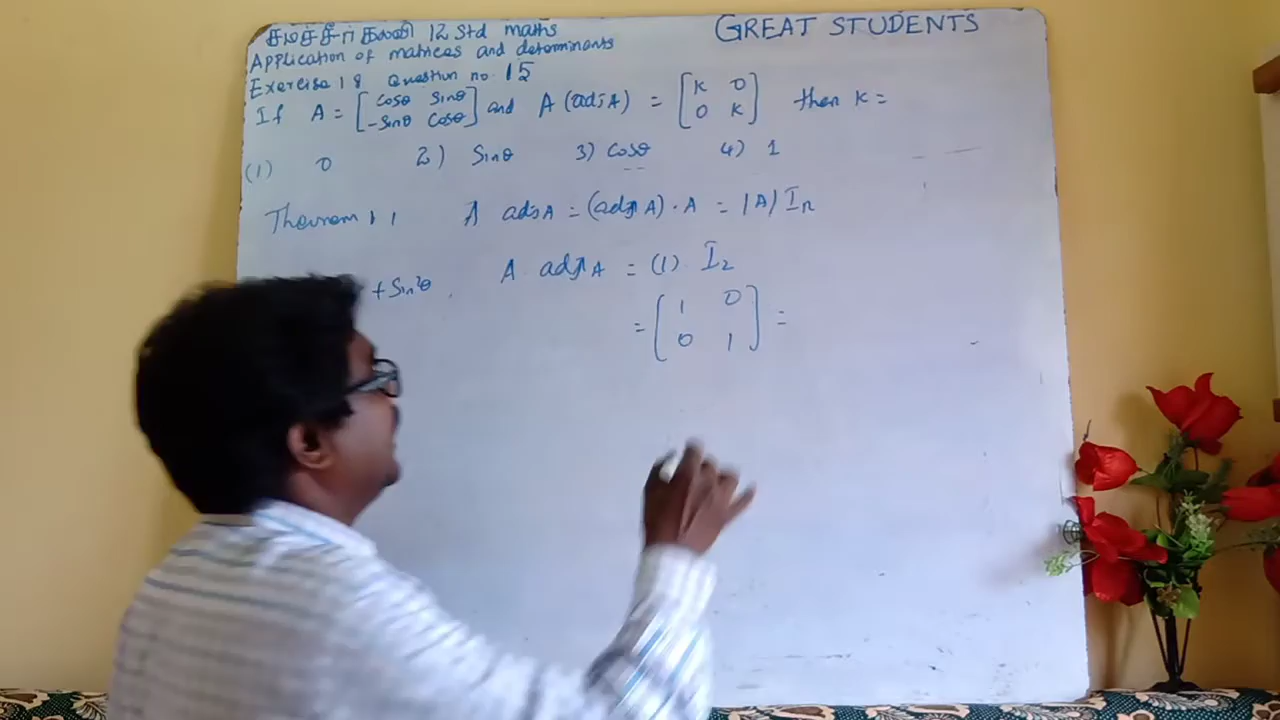 சமச்சீர் கல்வி 12 Std maths
GREAT STUDENTS
Application of matrices and determinants
Exercise 1 8 Question no 15
If A = [cosθ sinθ -sinθ cosθ] and A (adj A) = [k 0 0 k] then k =
(1) 0 2) Sinθ 3) cosθ 4) 1
Theorem 1.1 A adj A = (adj A) . A = |A| In
+ Sin²θ . A adj A = (1) I2
= [1 0 0 1] =